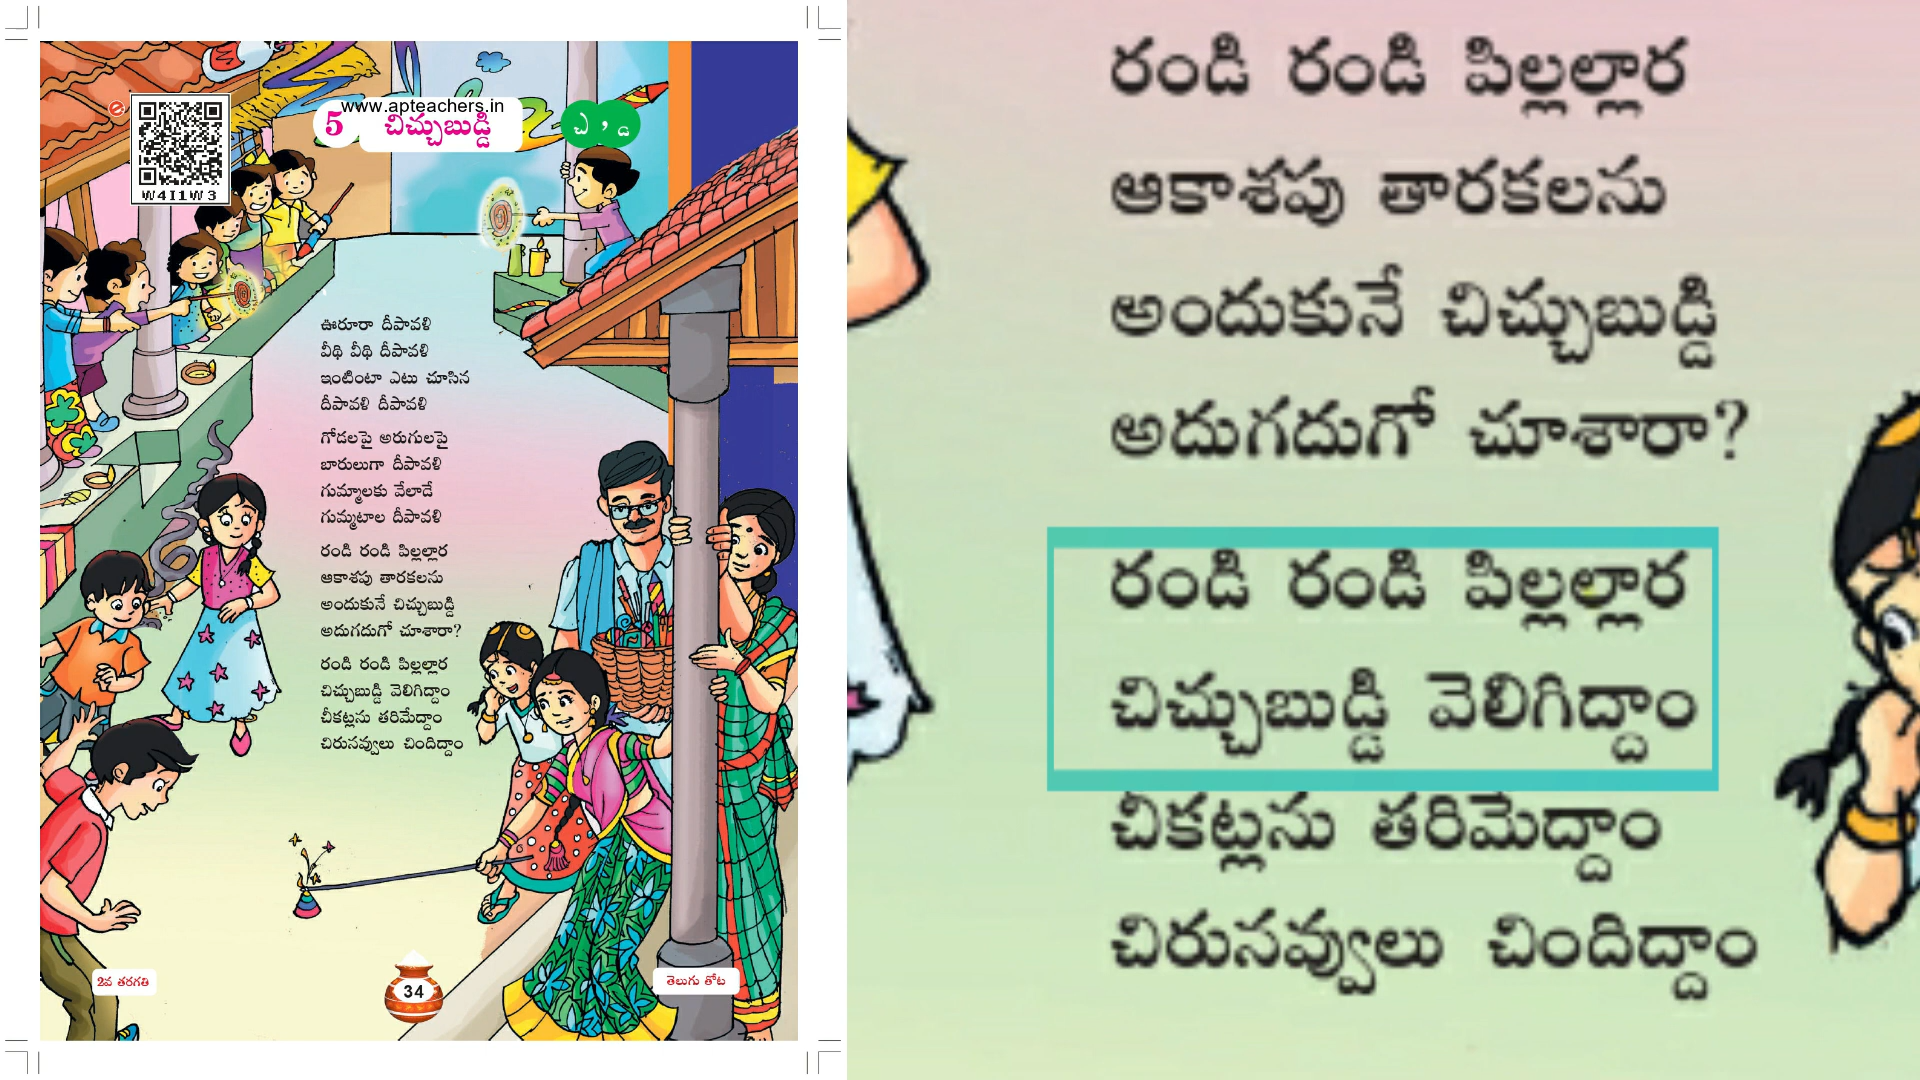 www.apteachers.in
5 చిచ్చుబుడ్డి
చ , డ
W4I1W3
ఊరూరా దీపావళి
వీథి వీథి దీపావళి
ఇంటింటా ఎటు చూసిన
దీపావళి దీపావళి
గోడలపై అరుగులపై
బారులుగా దీపావళి
గుమ్మాలకు వేలాడే
గుమ్మటాల దీపావళి
రండి రండి పిల్లల్లార
ఆకాశపు తారకలను
అందుకునే చిచ్చుబుడ్డి
అదుగదుగో చూశారా?
రండి రండి పిల్లల్లార
చిచ్చుబుడ్డి వెలిగిద్దాం
చీకట్లను తరిమేద్దాం
చిరునవ్వులు చిందిద్దాం
2వ తరగతి
34
తెలుగు తోట
రండి రండి పిల్లల్లార
ఆకాశపు తారకలను
అందుకునే చిచ్చుబుడ్డి
అదుగదుగో చూశారా?
రండి రండి పిల్లల్లార
చిచ్చుబుడ్డి వెలిగిద్దాం
చీకట్లను తరిమేద్దాం
చిరునవ్వులు చిందిద్దాం